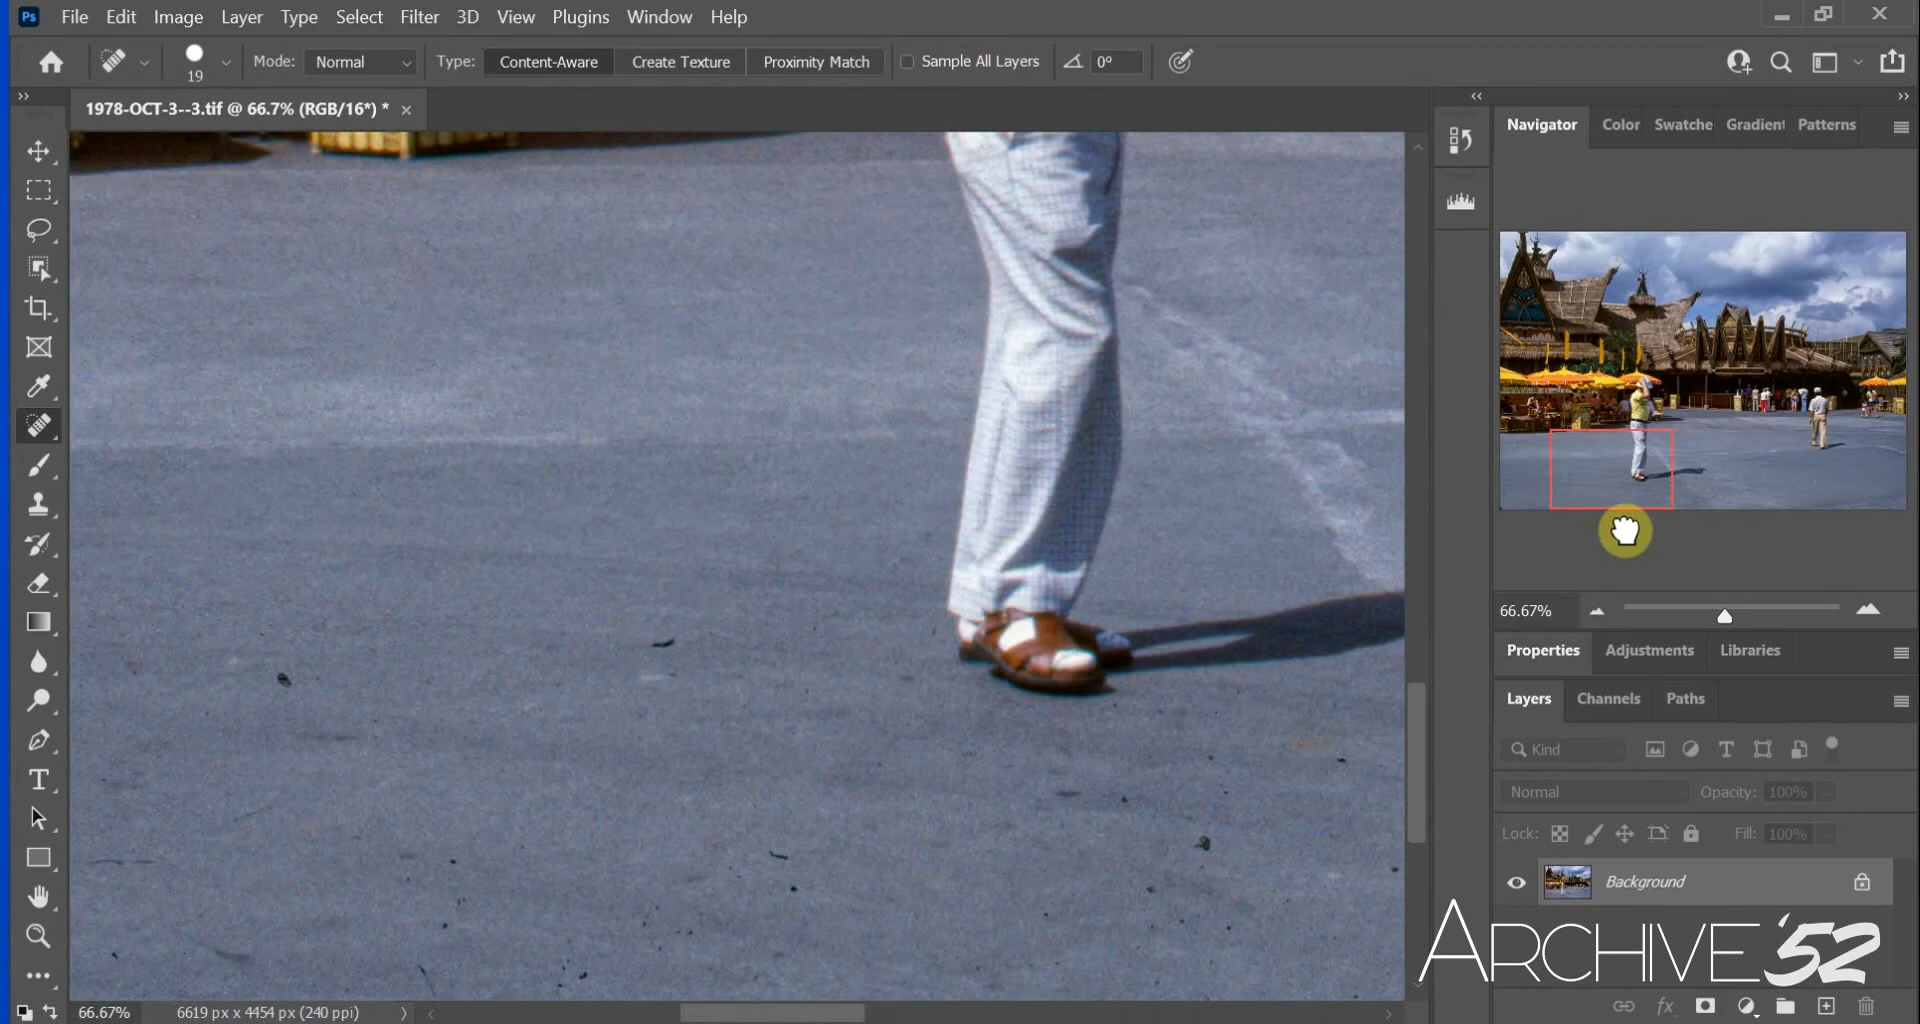 Ps File Edit Image Layer Type Select Filter 3D View Plugins Window Help
19 Mode: Normal Type: Content-Aware Create Texture Proximity Match Sample All Layers 0°
1978-OCT-3--3.tif @ 66.7% (RGB/16*) * ×
Navigator Color Swatche Gradient Patterns
66.67%
Properties Adjustments Libraries
Layers Channels Paths
Kind
Normal Opacity: 100%
Lock: Fill: 100%
Background
ARCHIVE '52
fx
66.67% 6619 px x 4454 px (240 ppi)